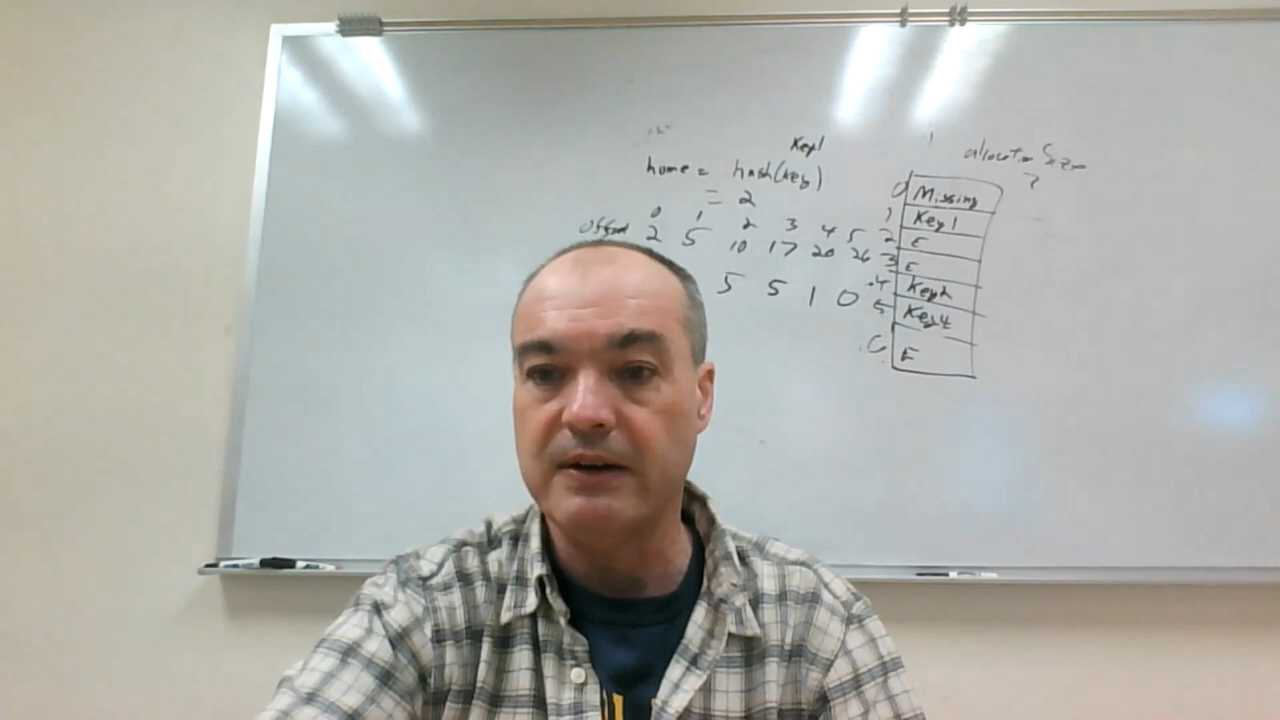 Key1
home = hash(key)
= 2
0 1 2 3 4 5
offset 2 5 10 17 20 26
5 5 1 0
allocation Size
7
0 Missing
1 Key1
2 E
3 E
4 Key2
5 Key4
6 E